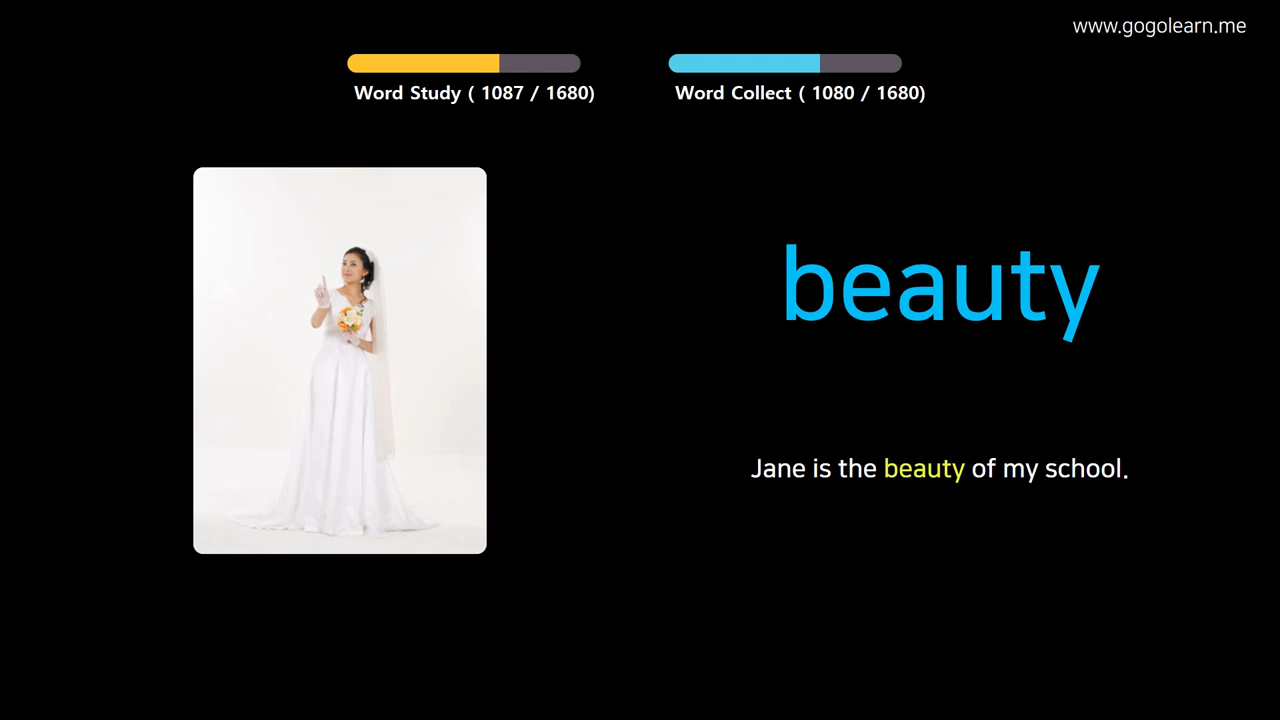 www.gogolearn.me
Word Study ( 1087 / 1680)
Word Collect ( 1080 / 1680)
beauty
Jane is the beauty of my school.